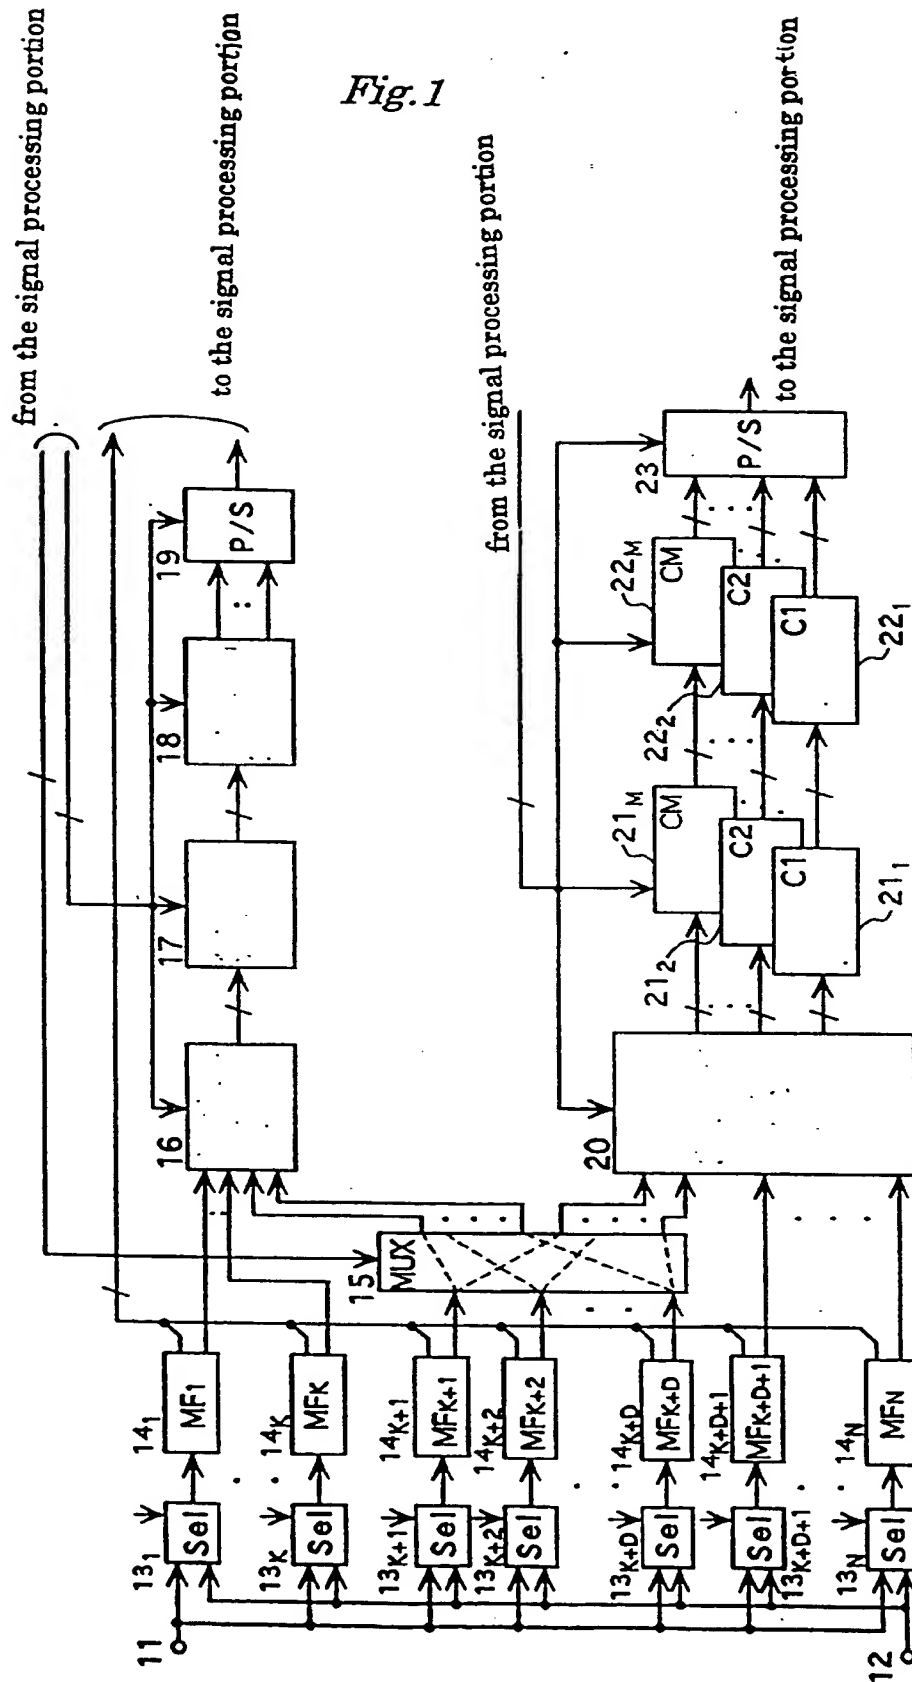 Fig.1
from the signal processing portion
to the signal processing portion
from the signal processing portion
to the signal processing portion
11
12
13₁ Sel
14₁ MF1
13K Sel
14K MFK
13K+1 Sel
14K+1 MFK+1
13K+2 Sel
14K+2 MFK+2
13K+D Sel
14K+D MFK+D
13K+D+1 Sel
14K+D+1 MFK+D+1
13N Sel
14N MFN
15 MUX
16
17
18
19 P/S
20
21M CM
21₂ C2
21₁ C1
22M CM
22₂ C2
22₁ C1
23 P/S